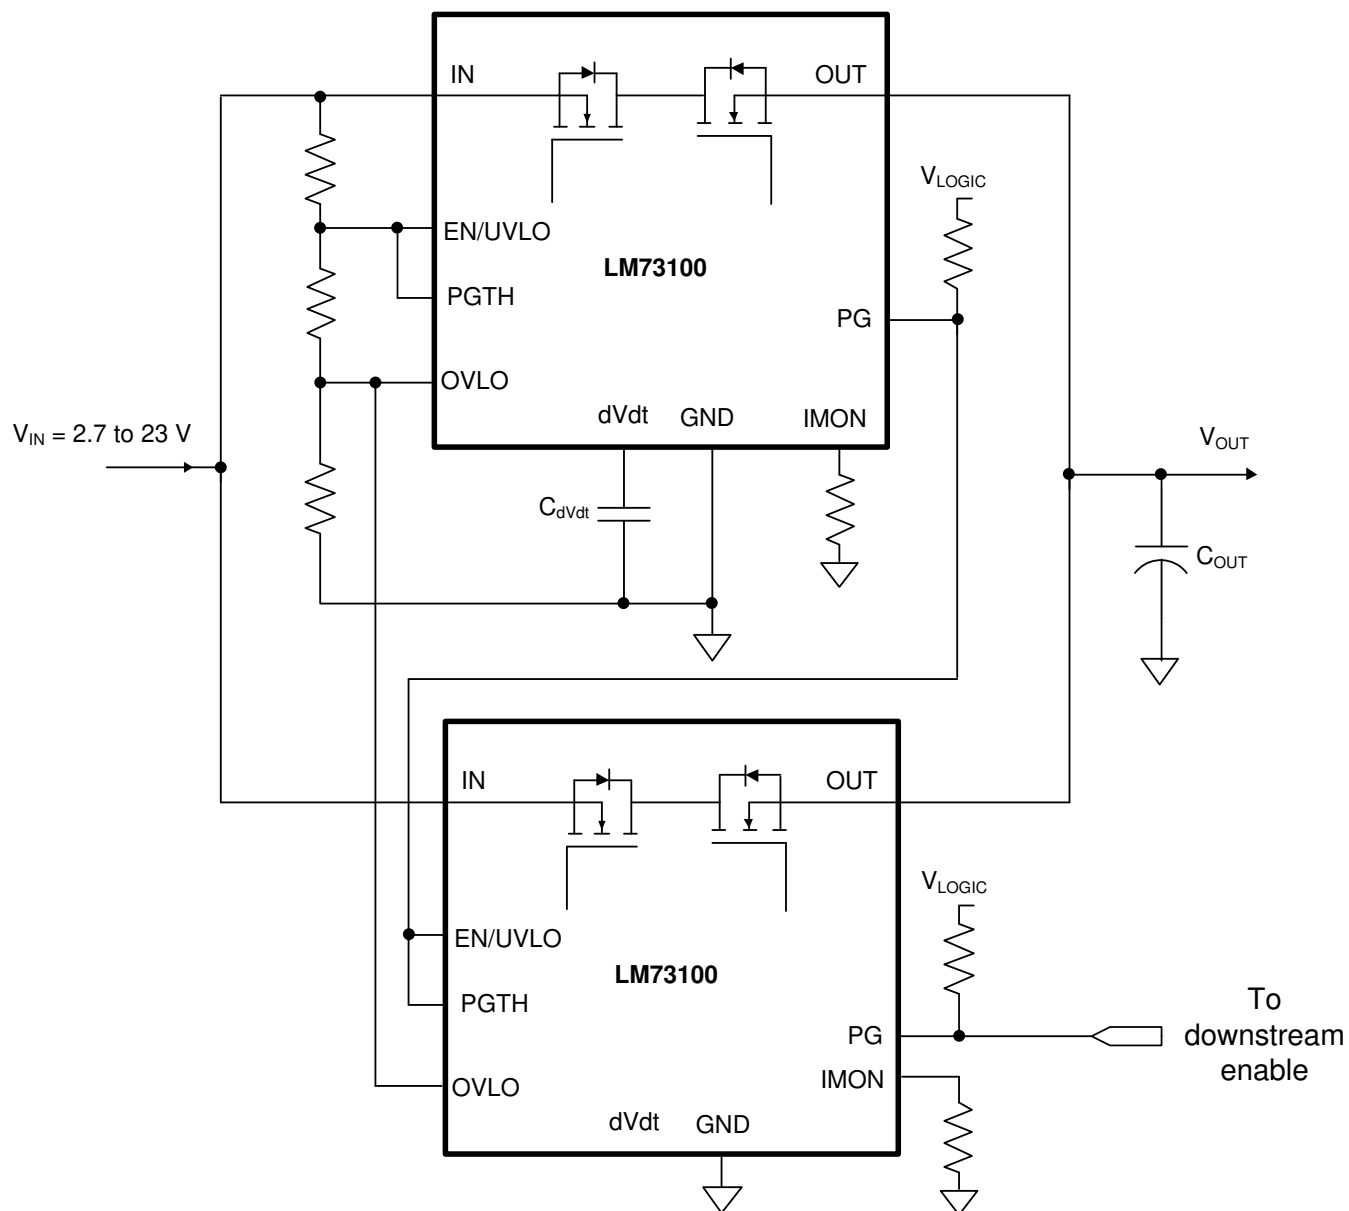 IN
OUT
V_LOGIC
EN/UVLO
LM73100
PGTH
PG
OVLO
dVdt
GND
IMON
V_IN = 2.7 to 23 V
V_OUT
C_dVdt
C_OUT
IN
OUT
V_LOGIC
EN/UVLO
LM73100
PGTH
PG
To
downstream
enable
IMON
OVLO
dVdt
GND